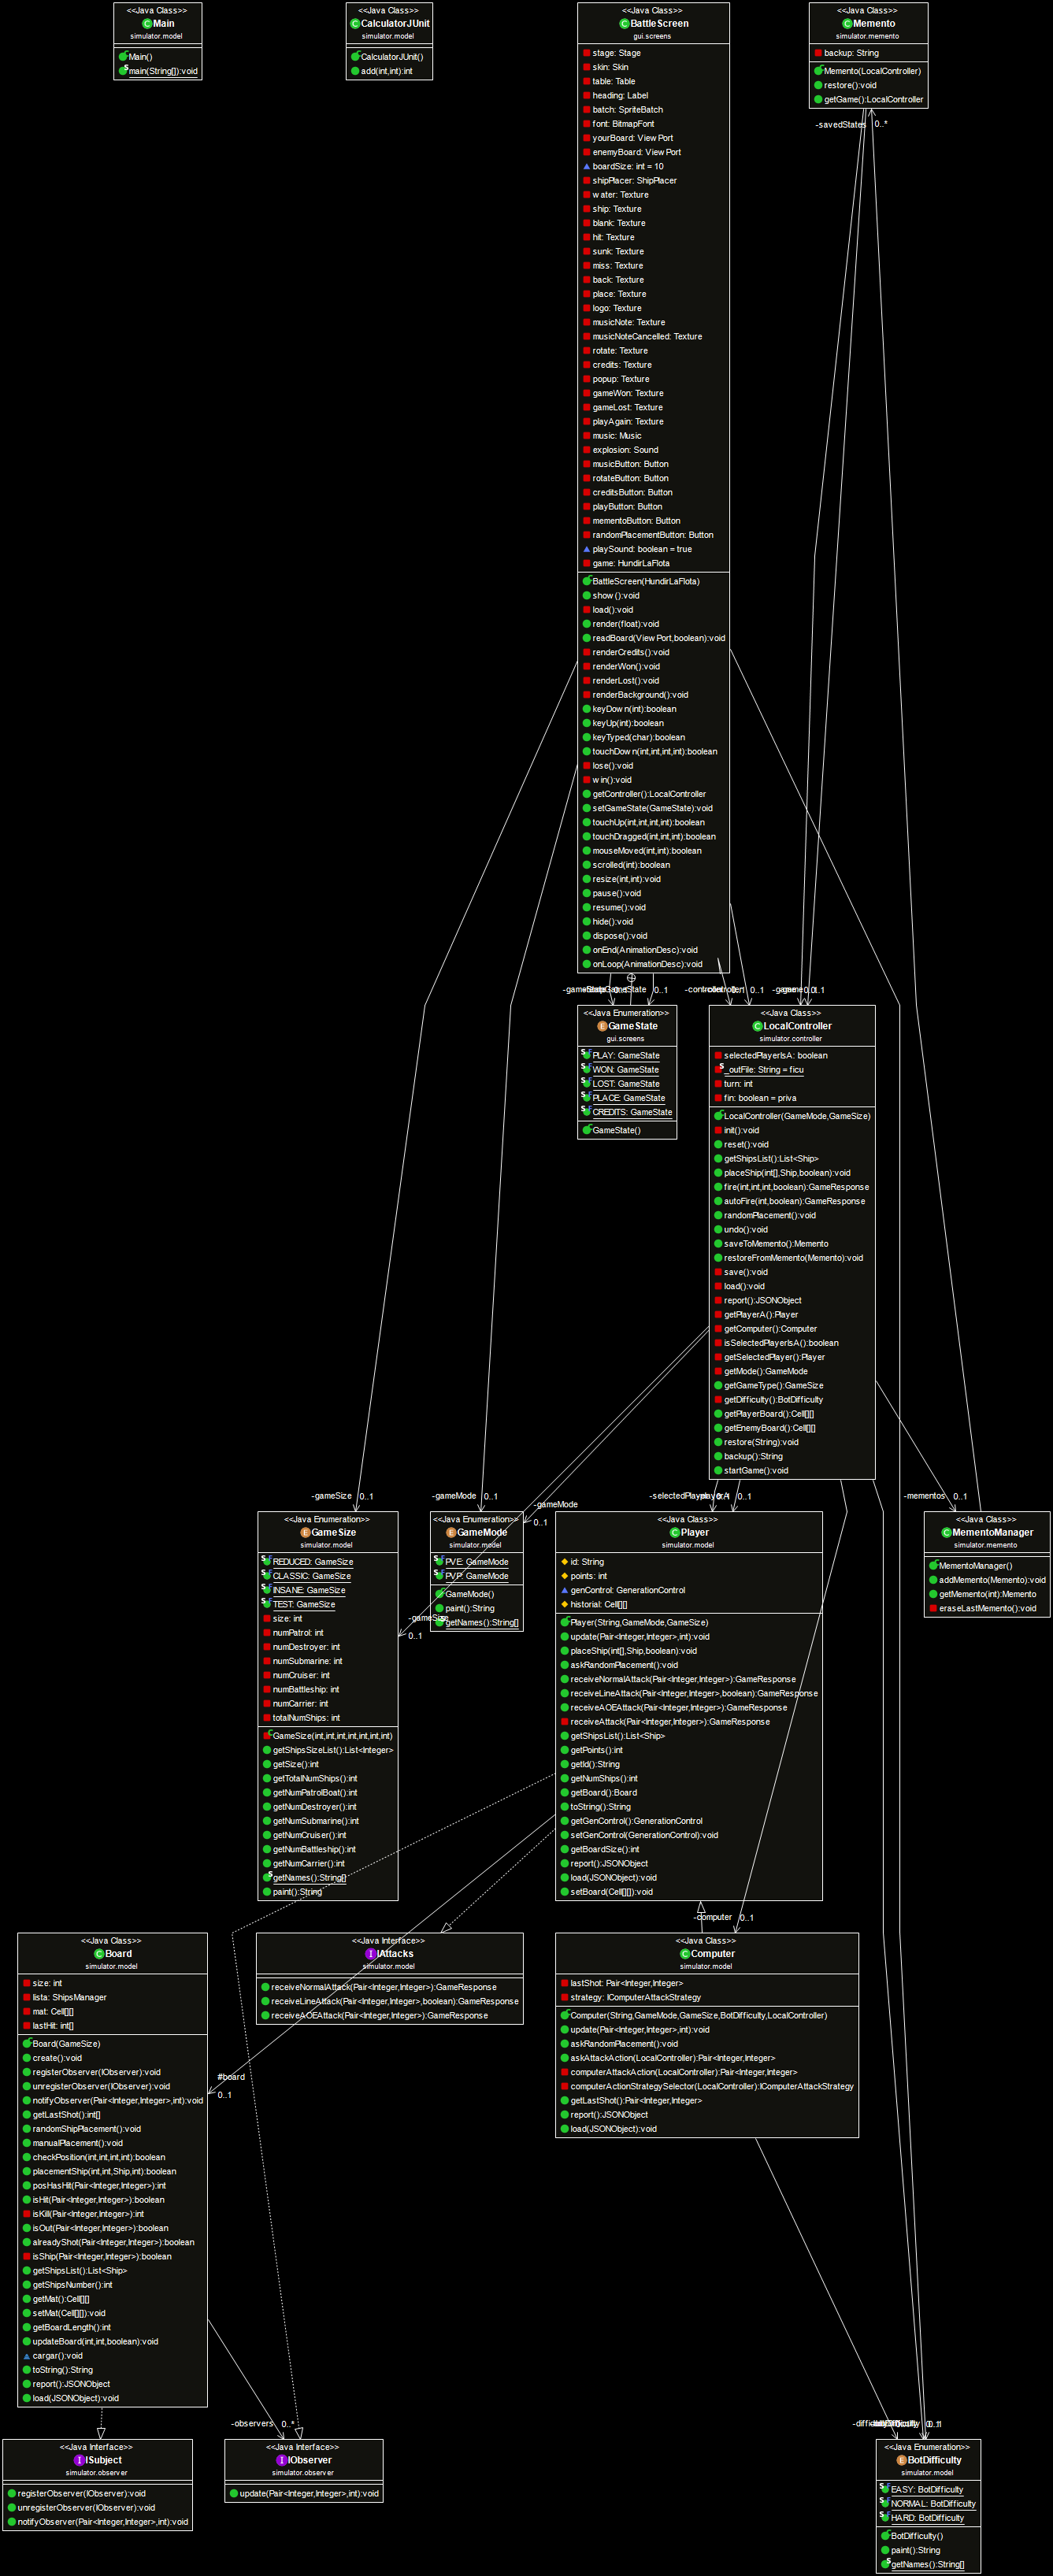 <<Java Class>>
Main
simulator.model
Main()
main(String[]):void
<<Java Class>>
CalculatorJUnit
simulator.model
CalculatorJUnit()
add(int,int):int
<<Java Class>>
BattleScreen
gui.screens
stage: Stage
skin: Skin
table: Table
heading: Label
batch: SpriteBatch
font: BitmapFont
yourBoard: ViewPort
enemyBoard: ViewPort
boardSize: int = 10
shipPlacer: ShipPlacer
water: Texture
ship: Texture
blank: Texture
hit: Texture
sunk: Texture
miss: Texture
back: Texture
place: Texture
logo: Texture
musicNote: Texture
musicNoteCancelled: Texture
rotate: Texture
credits: Texture
popup: Texture
gameWon: Texture
gameLost: Texture
playAgain: Texture
music: Music
explosion: Sound
musicButton: Button
rotateButton: Button
creditsButton: Button
playButton: Button
mementoButton: Button
randomPlacementButton: Button
playSound: boolean = true
game: HundirLaFlota
BattleScreen(HundirLaFlota)
show():void
load():void
render(float):void
readBoard(ViewPort,boolean):void
renderCredits():void
renderWon():void
renderLost():void
renderBackground():void
keyDown(int):boolean
keyUp(int):boolean
keyTyped(char):boolean
touchDown(int,int,int,int):boolean
lose():void
win():void
getController():LocalController
setGameState(GameState):void
touchUp(int,int,int,int):boolean
touchDragged(int,int,int):boolean
mouseMoved(int,int):boolean
scrolled(int):boolean
resize(int,int):void
pause():void
resume():void
hide():void
dispose():void
onEnd(AnimationDesc):void
onLoop(AnimationDesc):void
<<Java Class>>
Memento
simulator.memento
backup: String
Memento(LocalController)
restore():void
getGame():LocalController
-savedStates
0..*
0..1
0..1
-game
<<Java Enumeration>>
GameState
gui.screens
PLAY: GameState
WON: GameState
LOST: GameState
PLACE: GameState
CREDITS: GameState
GameState()
<<Java Class>>
LocalController
simulator.controller
selectedPlayerIsA: boolean
_outFile: String = ficu
turn: int
fin: boolean = priva
LocalController(GameMode,GameSize)
init():void
reset():void
getShipsList():List<Ship>
placeShip(int[],Ship,boolean):void
fire(int,int,int,boolean):GameResponse
autoFire(int,boolean):GameResponse
randomPlacement():void
undo():void
saveToMemento():Memento
restoreFromMemento(Memento):void
save():void
load():void
report():JSONObject
getPlayerA():Player
getComputer():Computer
isSelectedPlayerIsA():boolean
getSelectedPlayer():Player
getMode():GameMode
getGameType():GameSize
getDifficulty():BotDifficulty
getPlayerBoard():Cell[][]
getEnemyBoard():Cell[][]
restore(String):void
backup():String
startGame():void
-gameSize
0..1
-gameMode
0..1
-gameMode
0..1
-selectedPlayer
0..1
-mementos
0..1
<<Java Enumeration>>
GameSize
simulator.model
REDUCED: GameSize
CLASSIC: GameSize
INSANE: GameSize
TEST: GameSize
size: int
numPatrol: int
numDestroyer: int
numSubmarine: int
numCruiser: int
numBattleship: int
numCarrier: int
totalNumShips: int
GameSize(int,int,int,int,int,int,int)
getShipsSizeList():List<Integer>
getSize():int
getTotalNumShips():int
getNumPatrolBoat():int
getNumDestroyer():int
getNumSubmarine():int
getNumCruiser():int
getNumBattleship():int
getNumCarrier():int
getNames():String[]
paint():String
<<Java Enumeration>>
GameMode
simulator.model
PVE: GameMode
PVP: GameMode
GameMode()
paint():String
getNames():String[]
-gameSize
0..1
<<Java Class>>
Player
simulator.model
id: String
points: int
genControl: GenerationControl
historial: Cell[][]
Player(String,GameMode,GameSize)
update(Pair<Integer,Integer>,int):void
placeShip(int[],Ship,boolean):void
askRandomPlacement():void
receiveNormalAttack(Pair<Integer,Integer>):GameResponse
receiveLineAttack(Pair<Integer,Integer>,boolean):GameResponse
receiveAOEAttack(Pair<Integer,Integer>):GameResponse
receiveAttack(Pair<Integer,Integer>):GameResponse
getShipsList():List<Ship>
getPoints():int
getId():String
getNumShips():int
getBoard():Board
toString():String
getGenControl():GenerationControl
setGenControl(GenerationControl):void
getBoardSize():int
report():JSONObject
load(JSONObject):void
setBoard(Cell[][]):void
<<Java Class>>
MementoManager
simulator.memento
MementoManager()
addMemento(Memento):void
getMemento(int):Memento
eraseLastMemento():void
-computer
0..1
<<Java Class>>
Board
simulator.model
size: int
lista: ShipsManager
mat: Cell[][]
lastHit: int[]
Board(GameSize)
create():void
registerObserver(IObserver):void
unregisterObserver(IObserver):void
notifyObserver(Pair<Integer,Integer>,int):void
getLastShot():int[]
randomShipPlacement():void
manualPlacement():void
checkPosition(int,int,int,int):boolean
placementShip(int,int,Ship,int):boolean
posHasHit(Pair<Integer,Integer>):int
isHit(Pair<Integer,Integer>):boolean
isKill(Pair<Integer,Integer>):int
isOut(Pair<Integer,Integer>):boolean
alreadyShot(Pair<Integer,Integer>):boolean
isShip(Pair<Integer,Integer>):boolean
getShipsList():List<Ship>
getShipsNumber():int
getMat():Cell[][]
setMat(Cell[][]):void
getBoardLength():int
updateBoard(int,int,boolean):void
cargar():void
toString():String
report():JSONObject
load(JSONObject):void
<<Java Interface>>
IAttacks
simulator.model
receiveNormalAttack(Pair<Integer,Integer>):GameResponse
receiveLineAttack(Pair<Integer,Integer>,boolean):GameResponse
receiveAOEAttack(Pair<Integer,Integer>):GameResponse
#board
0..1
<<Java Class>>
Computer
simulator.model
lastShot: Pair<Integer,Integer>
strategy: IComputerAttackStrategy
Computer(String,GameMode,GameSize,BotDifficulty,LocalController)
update(Pair<Integer,Integer>,int):void
askRandomPlacement():void
askAttackAction(LocalController):Pair<Integer,Integer>
computerAttackAction(LocalController):Pair<Integer,Integer>
computerActionStrategySelector(LocalController):IComputerAttackStrategy
getLastShot():Pair<Integer,Integer>
report():JSONObject
load(JSONObject):void
-observers
0..*
<<Java Interface>>
ISubject
simulator.observer
registerObserver(IObserver):void
unregisterObserver(IObserver):void
notifyObserver(Pair<Integer,Integer>,int):void
<<Java Interface>>
IObserver
simulator.observer
update(Pair<Integer,Integer>,int):void
<<Java Enumeration>>
BotDifficulty
simulator.model
EASY: BotDifficulty
NORMAL: BotDifficulty
HARD: BotDifficulty
BotDifficulty()
paint():String
getNames():String[]